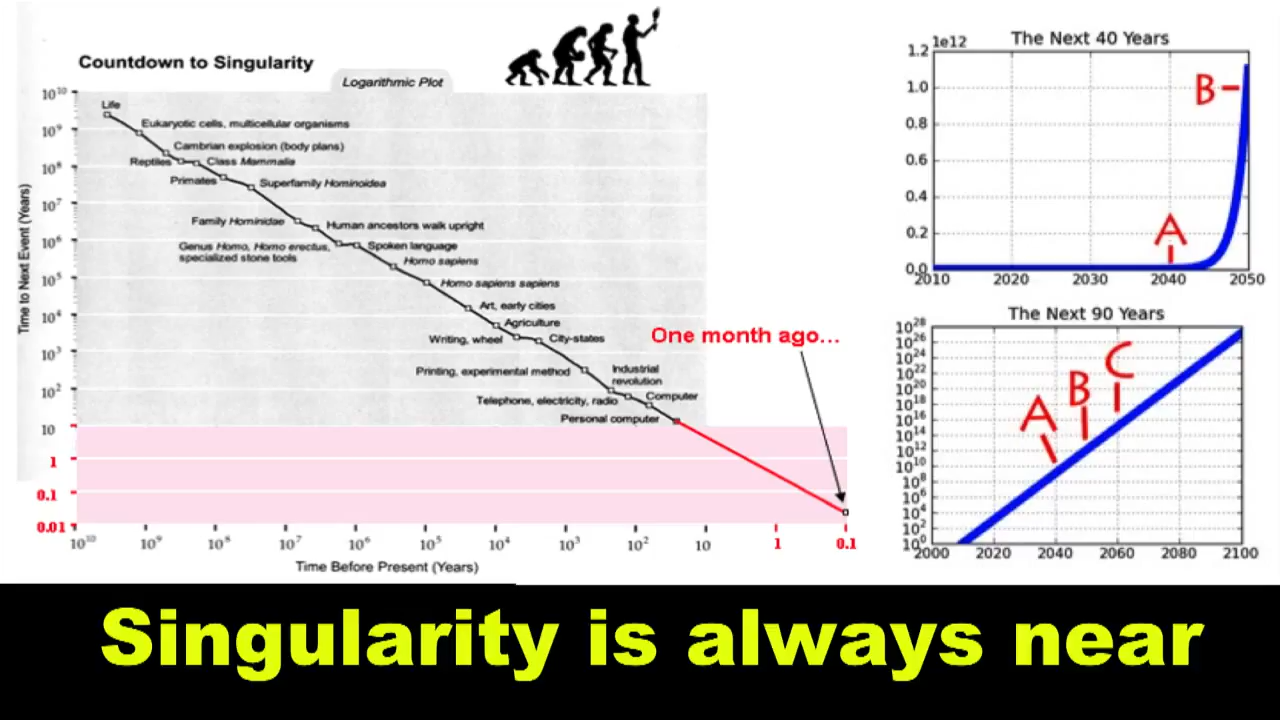 Countdown to Singularity
Logarithmic Plot
10¹⁰
10⁹
10⁸
10⁷
10⁶
10⁵
10⁴
10³
10²
10
1
0.1
0.01
Time to Next Event (Years)
Life
Eukaryotic cells, multicellular organisms
Cambrian explosion (body plans)
Reptiles
Class Mammalia
Primates
Superfamily Hominoidea
Family Hominidae
Human ancestors walk upright
Genus Homo, Homo erectus,
specialized stone tools
Spoken language
Homo sapiens
Homo sapiens sapiens
Art, early cities
Agriculture
Writing, wheel
City-states
Printing, experimental method
Industrial
revolution
Telephone, electricity, radio
Computer
Personal computer
One month ago...
10¹⁰ 10⁹ 10⁸ 10⁷ 10⁶ 10⁵ 10⁴ 10³ 10² 10 1 0.1
Time Before Present (Years)
The Next 40 Years
1e12
1.2
1.0
0.8
0.6
0.4
0.2
0.0
A
B
2010 2020 2030 2040 2050
The Next 90 Years
10²⁸
10²⁶
10²⁴
10²²
10²⁰
10¹⁸
10¹⁶
10¹⁴
10¹²
10¹⁰
10⁸
10⁶
10⁴
10²
10⁰
A
B
C
2000 2020 2040 2060 2080 2100
Singularity is always near